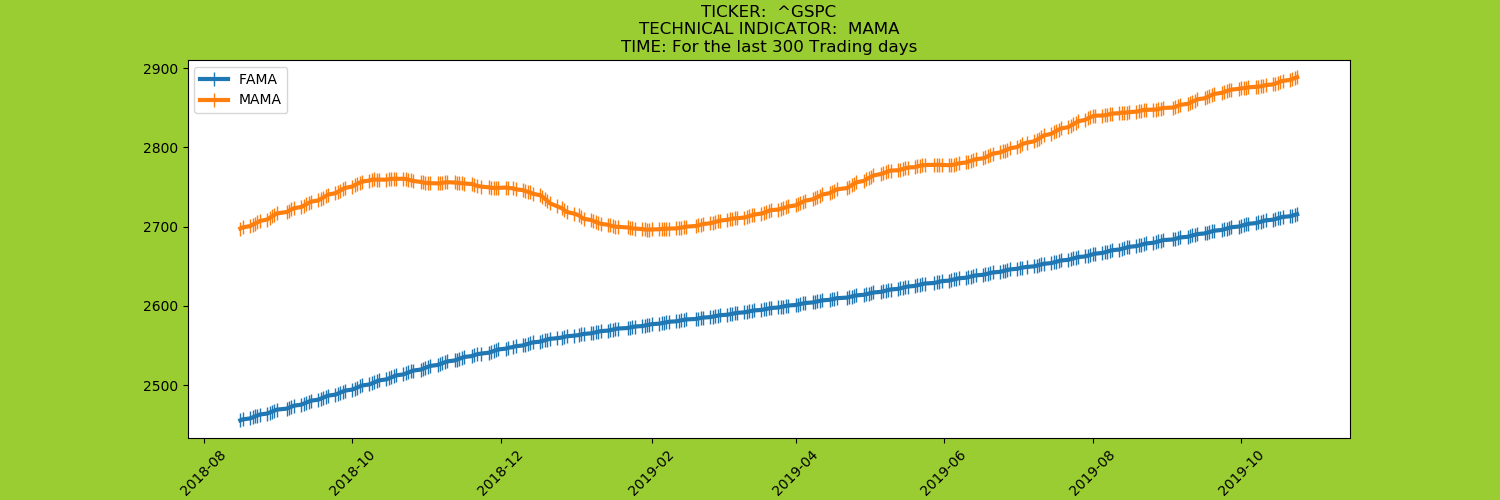 TICKER:  ^GSPC
TECHNICAL INDICATOR:  MAMA
TIME: For the last 300 Trading days
FAMA
MAMA
2900
2800
2700
2600
2500
2018-08
2018-10
2018-12
2019-02
2019-04
2019-06
2019-08
2019-10